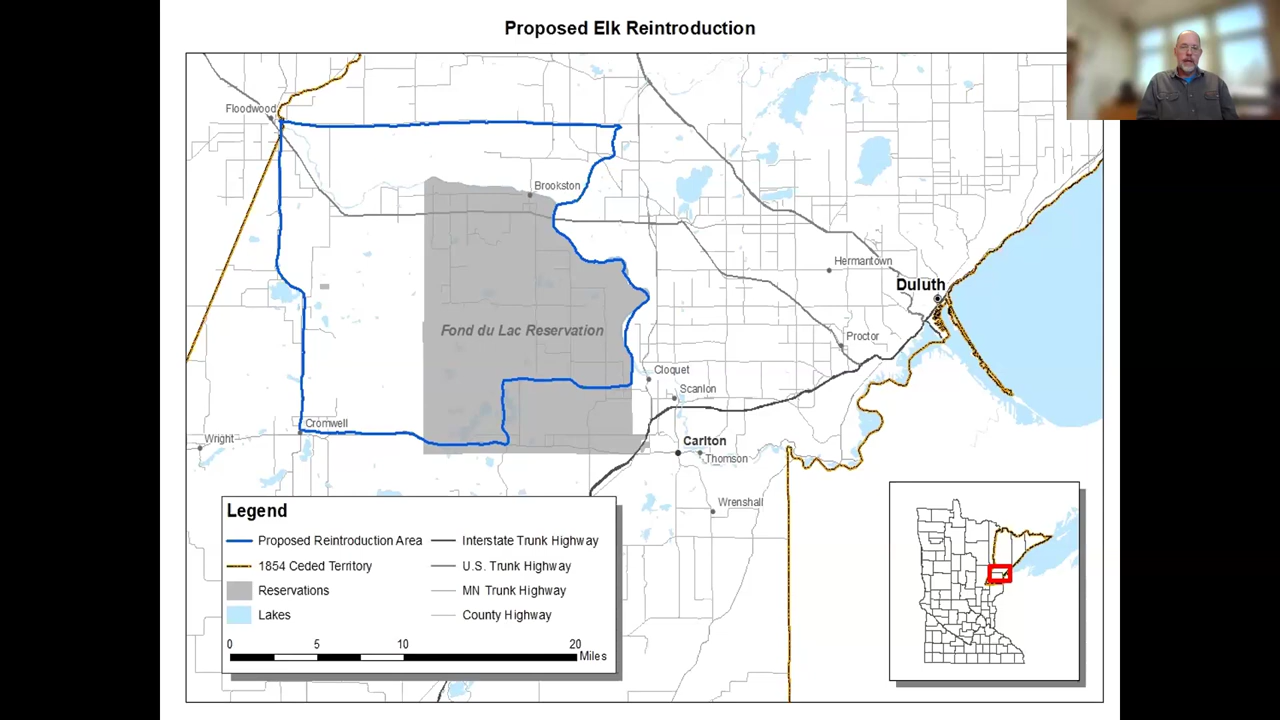 Proposed Elk Reintroduction
Floodwood
Brookston
Hermantown
Duluth
Fond du Lac Reservation
Proctor
Cloquet
Scanlon
Cromwell
Wright
Carlton
Thomson
Wrenshall
Legend
Proposed Reintroduction Area
Interstate Trunk Highway
1854 Ceded Territory
U.S. Trunk Highway
Reservations
MN Trunk Highway
Lakes
County Highway
0 5 10 20
Miles